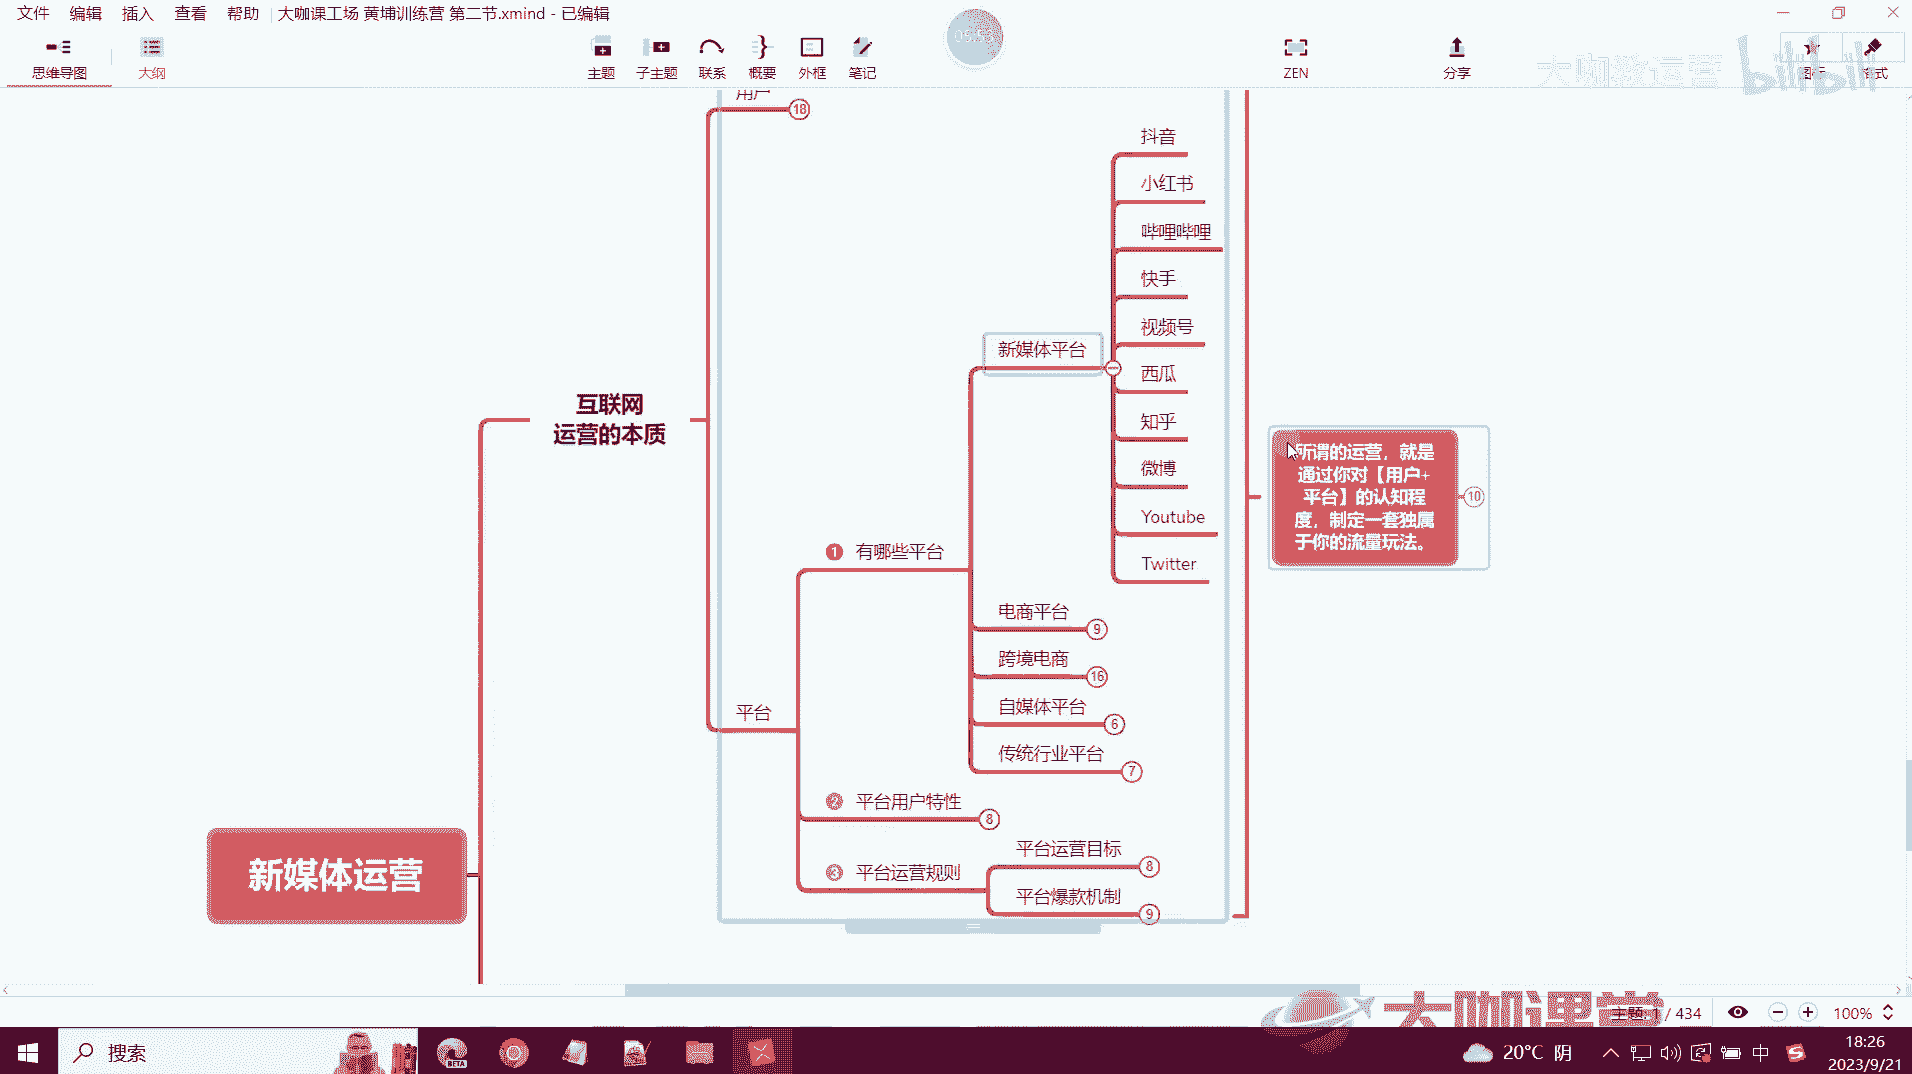 文件 编辑 插入 查看 帮助 大咖课工场 黄埔训练营 第二节.xmind - 已编辑
思维导图
大纲
主题
子主题
联系
概要
外框
笔记
ZEN
分享
大咖教运营
bilibili
用户
18
抖音
小红书
哔哩哔哩
快手
视频号
新媒体平台
西瓜
知乎
微博
Youtube
Twitter
互联网
运营的本质
所谓的运营，就是
通过你对【用户+
平台】的认知程
度，制定一套独属
于你的流量玩法。
10
1 有哪些平台
电商平台
9
跨境电商
16
自媒体平台
6
传统行业平台
7
平台
2 平台用户特性
8
3 平台运营规则
平台运营目标
8
平台爆款机制
9
新媒体运营
大咖课堂
主题: 1 / 434
100%
搜索
BETA
20°C 阴
中
18:26
2023/9/21